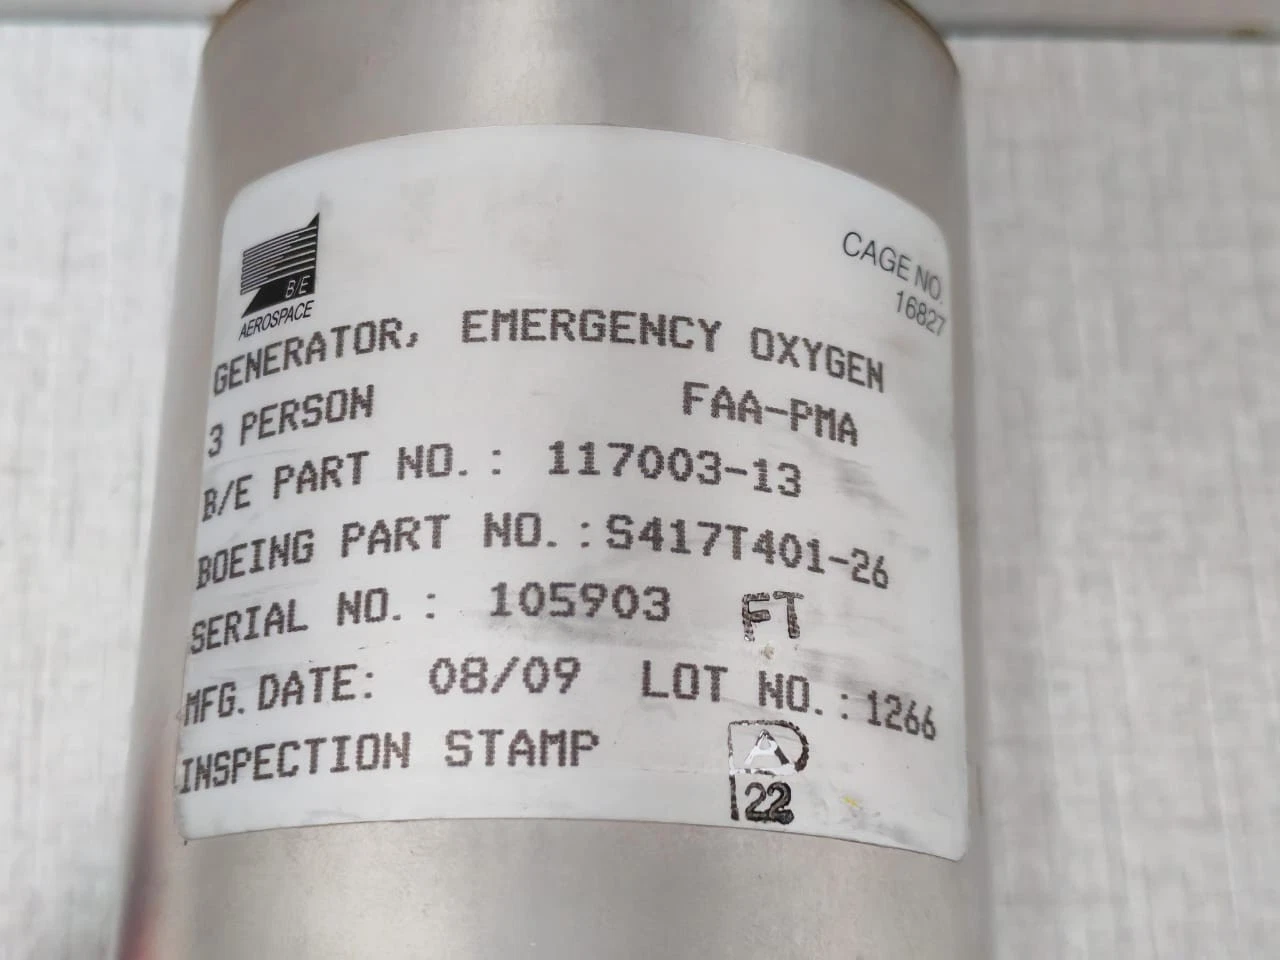 B/E
AEROSPACE
CAGE NO.
16827
GENERATOR, EMERGENCY OXYGEN
3 PERSON FAA-PMA
B/E PART NO.: 117003-13
BOEING PART NO.:S417T401-26
SERIAL NO.: 105903 FT
MFG. DATE: 08/09 LOT NO.:1266
INSPECTION STAMP A
22